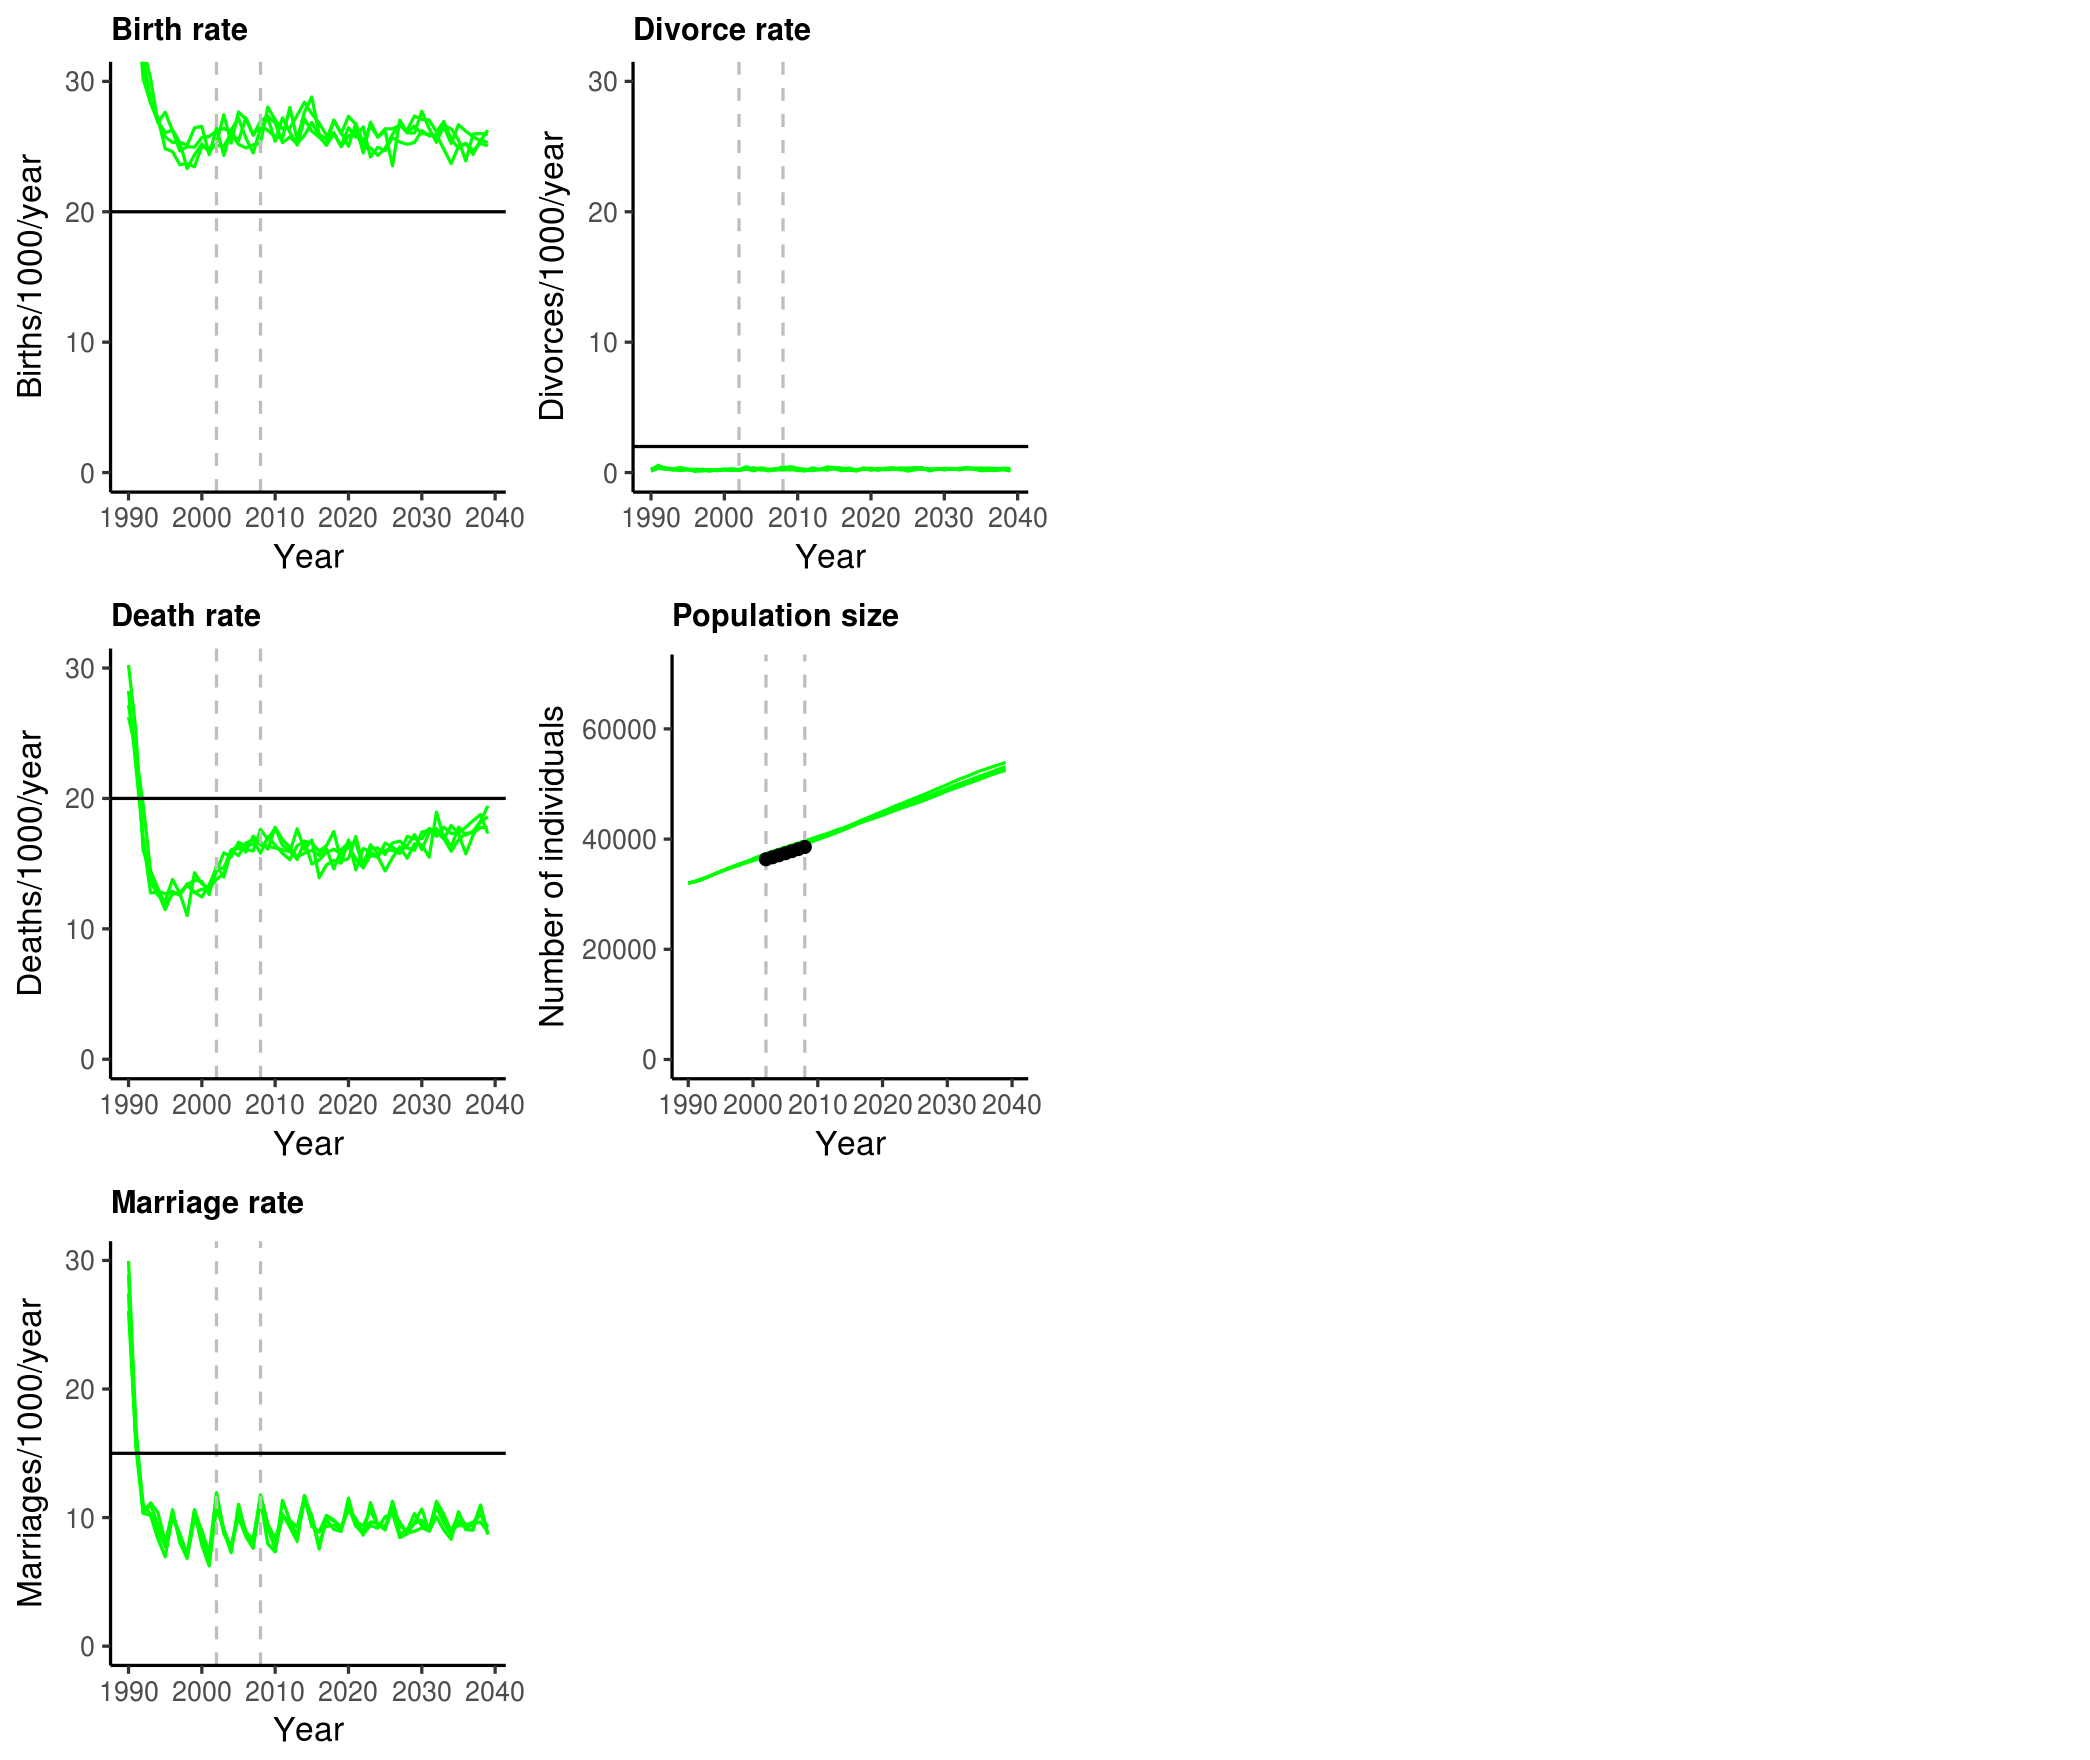 Birth rate
Births/1000/year
30
20
10
0
1990 2000 2010 2020 2030 2040
Year
Divorce rate
Divorces/1000/year
30
20
10
0
1990 2000 2010 2020 2030 2040
Year
Death rate
Deaths/1000/year
30
20
10
0
1990 2000 2010 2020 2030 2040
Year
Population size
Number of individuals
60000
40000
20000
0
1990 2000 2010 2020 2030 2040
Year
Marriage rate
Marriages/1000/year
30
20
10
0
1990 2000 2010 2020 2030 2040
Year